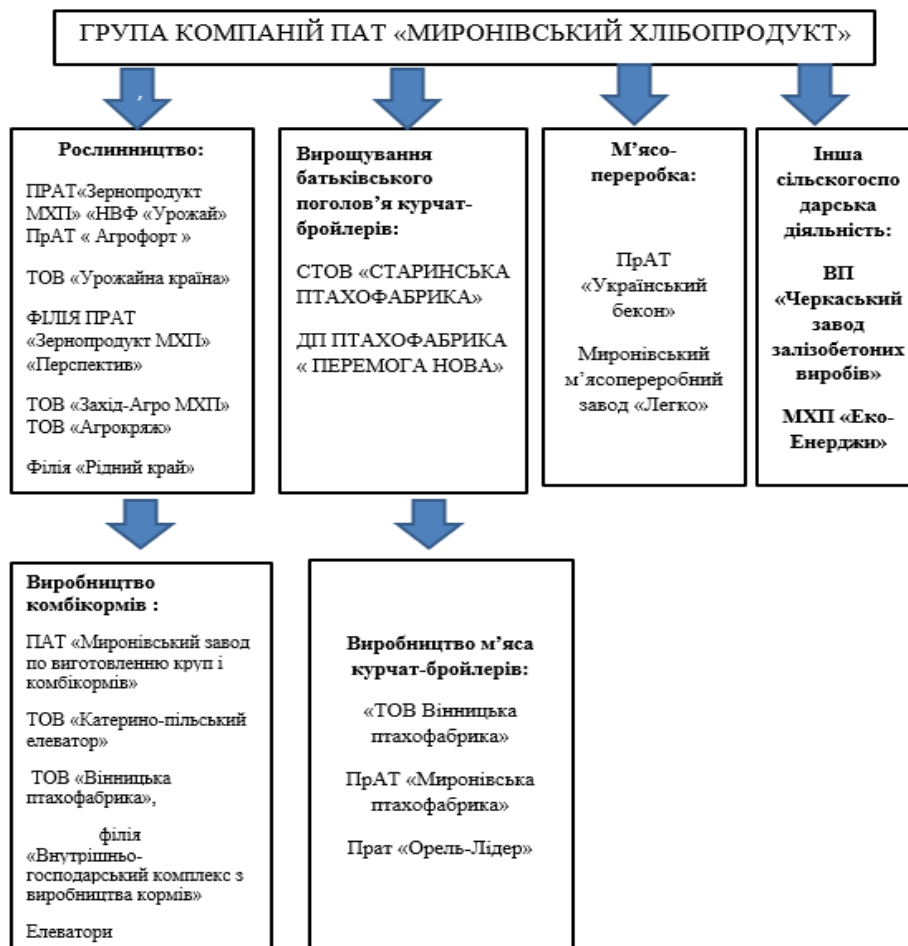 ГРУПА КОМПАНІЙ ПАТ «МИРОНІВСЬКИЙ ХЛІБОПРОДУКТ»
,
Рослинництво:
ПРАТ«Зернопродукт
МХП» «НВФ «Урожай»
ПрАТ « Агрофорт »
ТОВ «Урожайна країна»
ФІЛІЯ ПРАТ
«Зернопродукт МХП»
«Перспектив»
ТОВ «Захід-Агро МХП»
ТОВ «Агрокряж»
Філія «Рідний край»
Вирощування
батьківського
поголов’я курчат-
бройлерів:
СТОВ «СТАРИНСЬКА
ПТАХОФАБРИКА»
ДП ПТАХОФАБРИКА
« ПЕРЕМОГА НОВА»
М’ясо-
переробка:
ПрАТ
«Український
бекон»
Миронівський
м’ясопереробний
завод «Легко»
Інша
сільскогоспо
дарська
діяльність:
ВП
«Черкаський
завод
залізобетоних
виробів»
МХП «Еко-
Енерджи»
Виробництво
комбікормів :
ПАТ «Миронівський завод
по виготовленню круп і
комбікормів»
ТОВ «Катерино-пільський
елеватор»
ТОВ «Вінницька
птахофабрика»,
філія
«Внутрішньо-
господарський комплекс з
виробництва кормів»
Елеватори
Виробництво м’яса
курчат-бройлерів:
«ТОВ Вінницька
птахофабрика»
ПрАТ «Миронівська
птахофабрика»
Прат «Орель-Лідер»